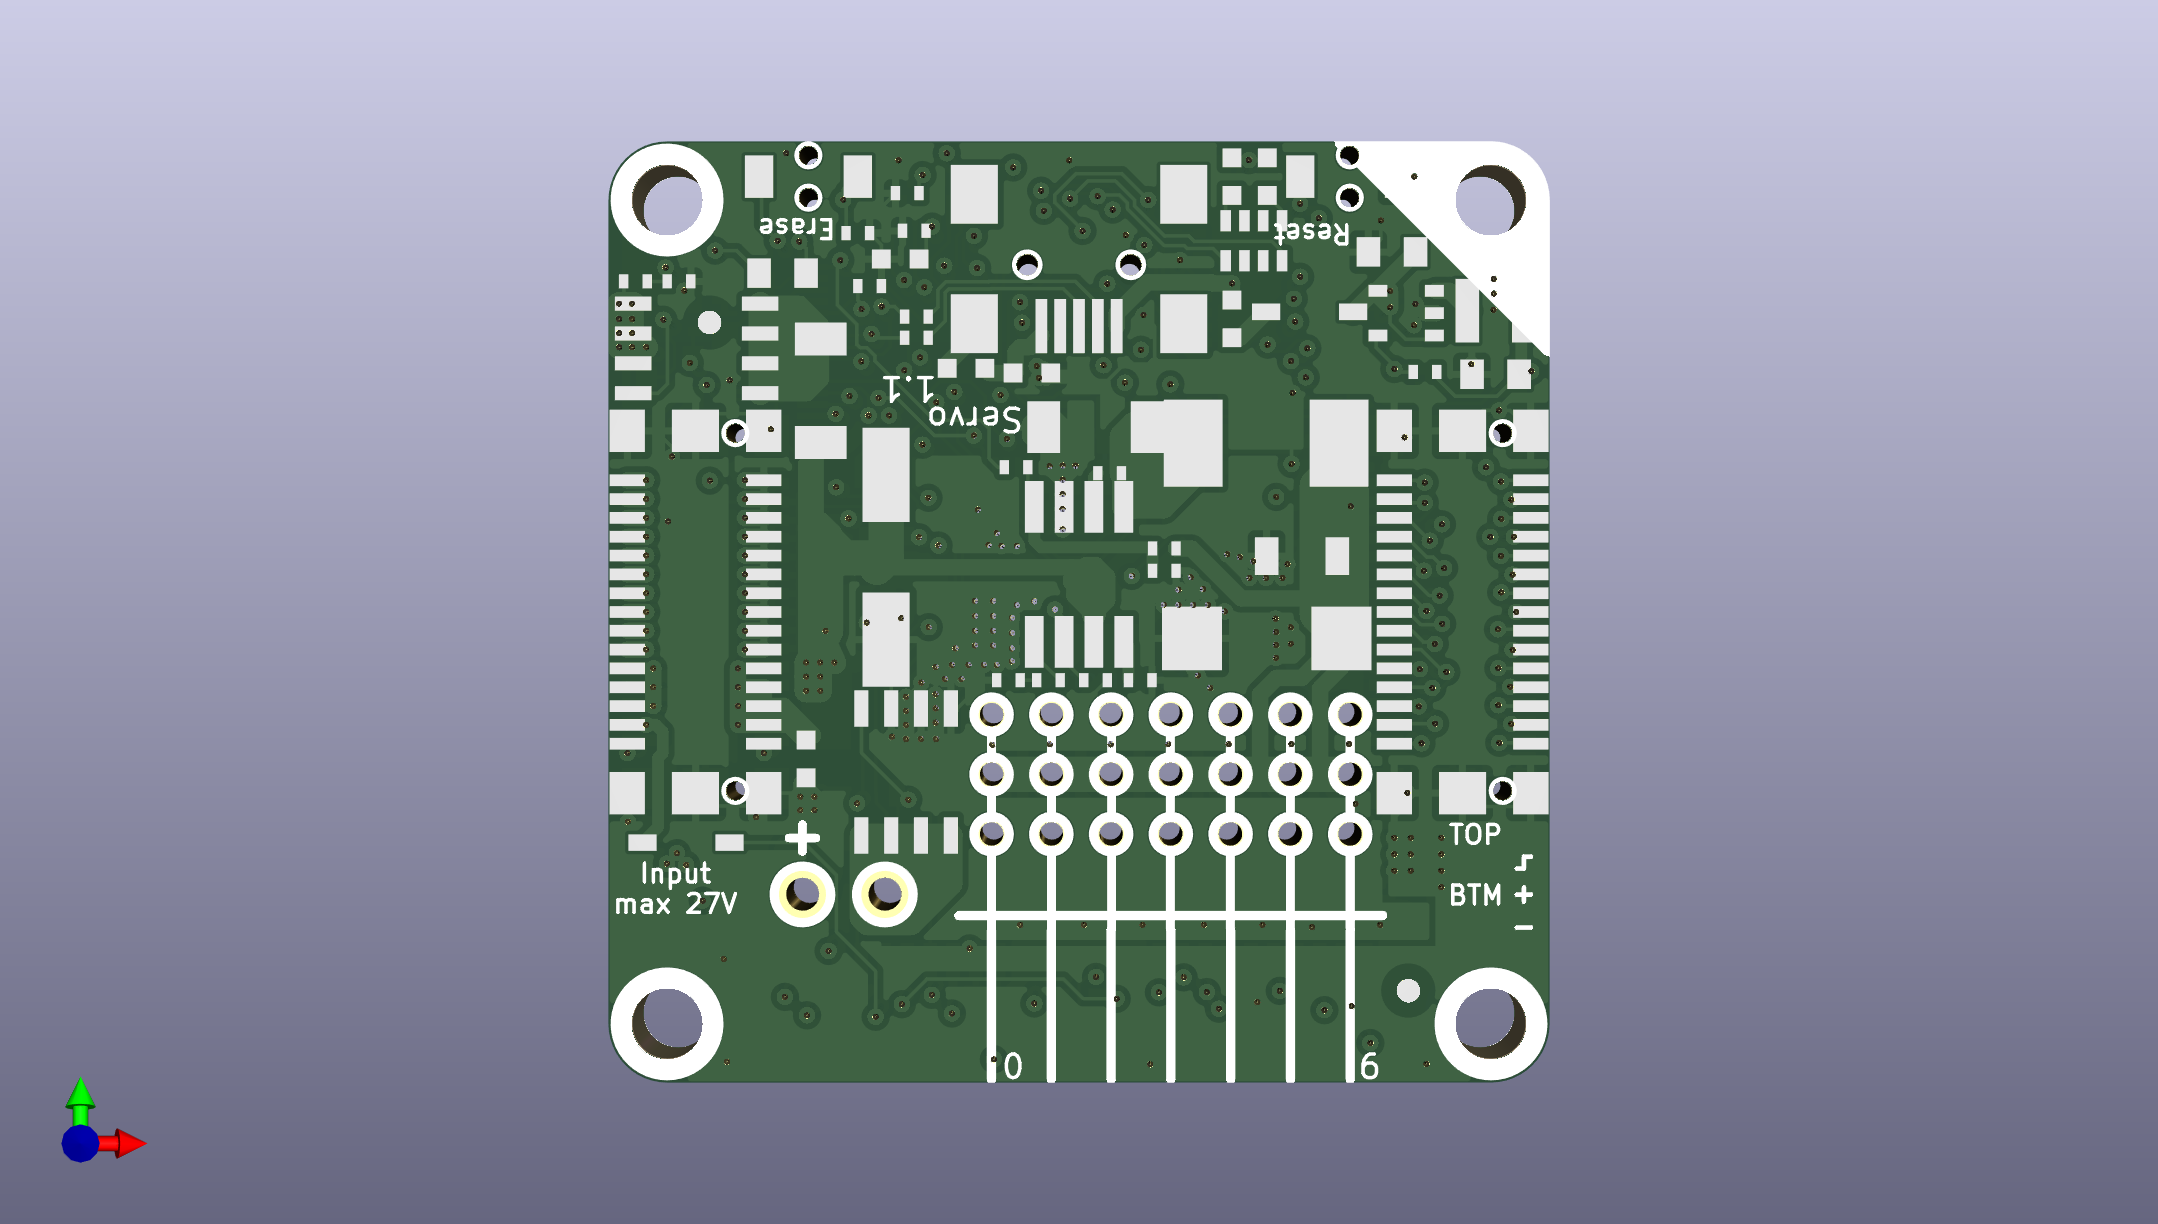 Erase
Reset
1.1
Servo
TOP
Input
max 27V
BTM +
-
+
0
6